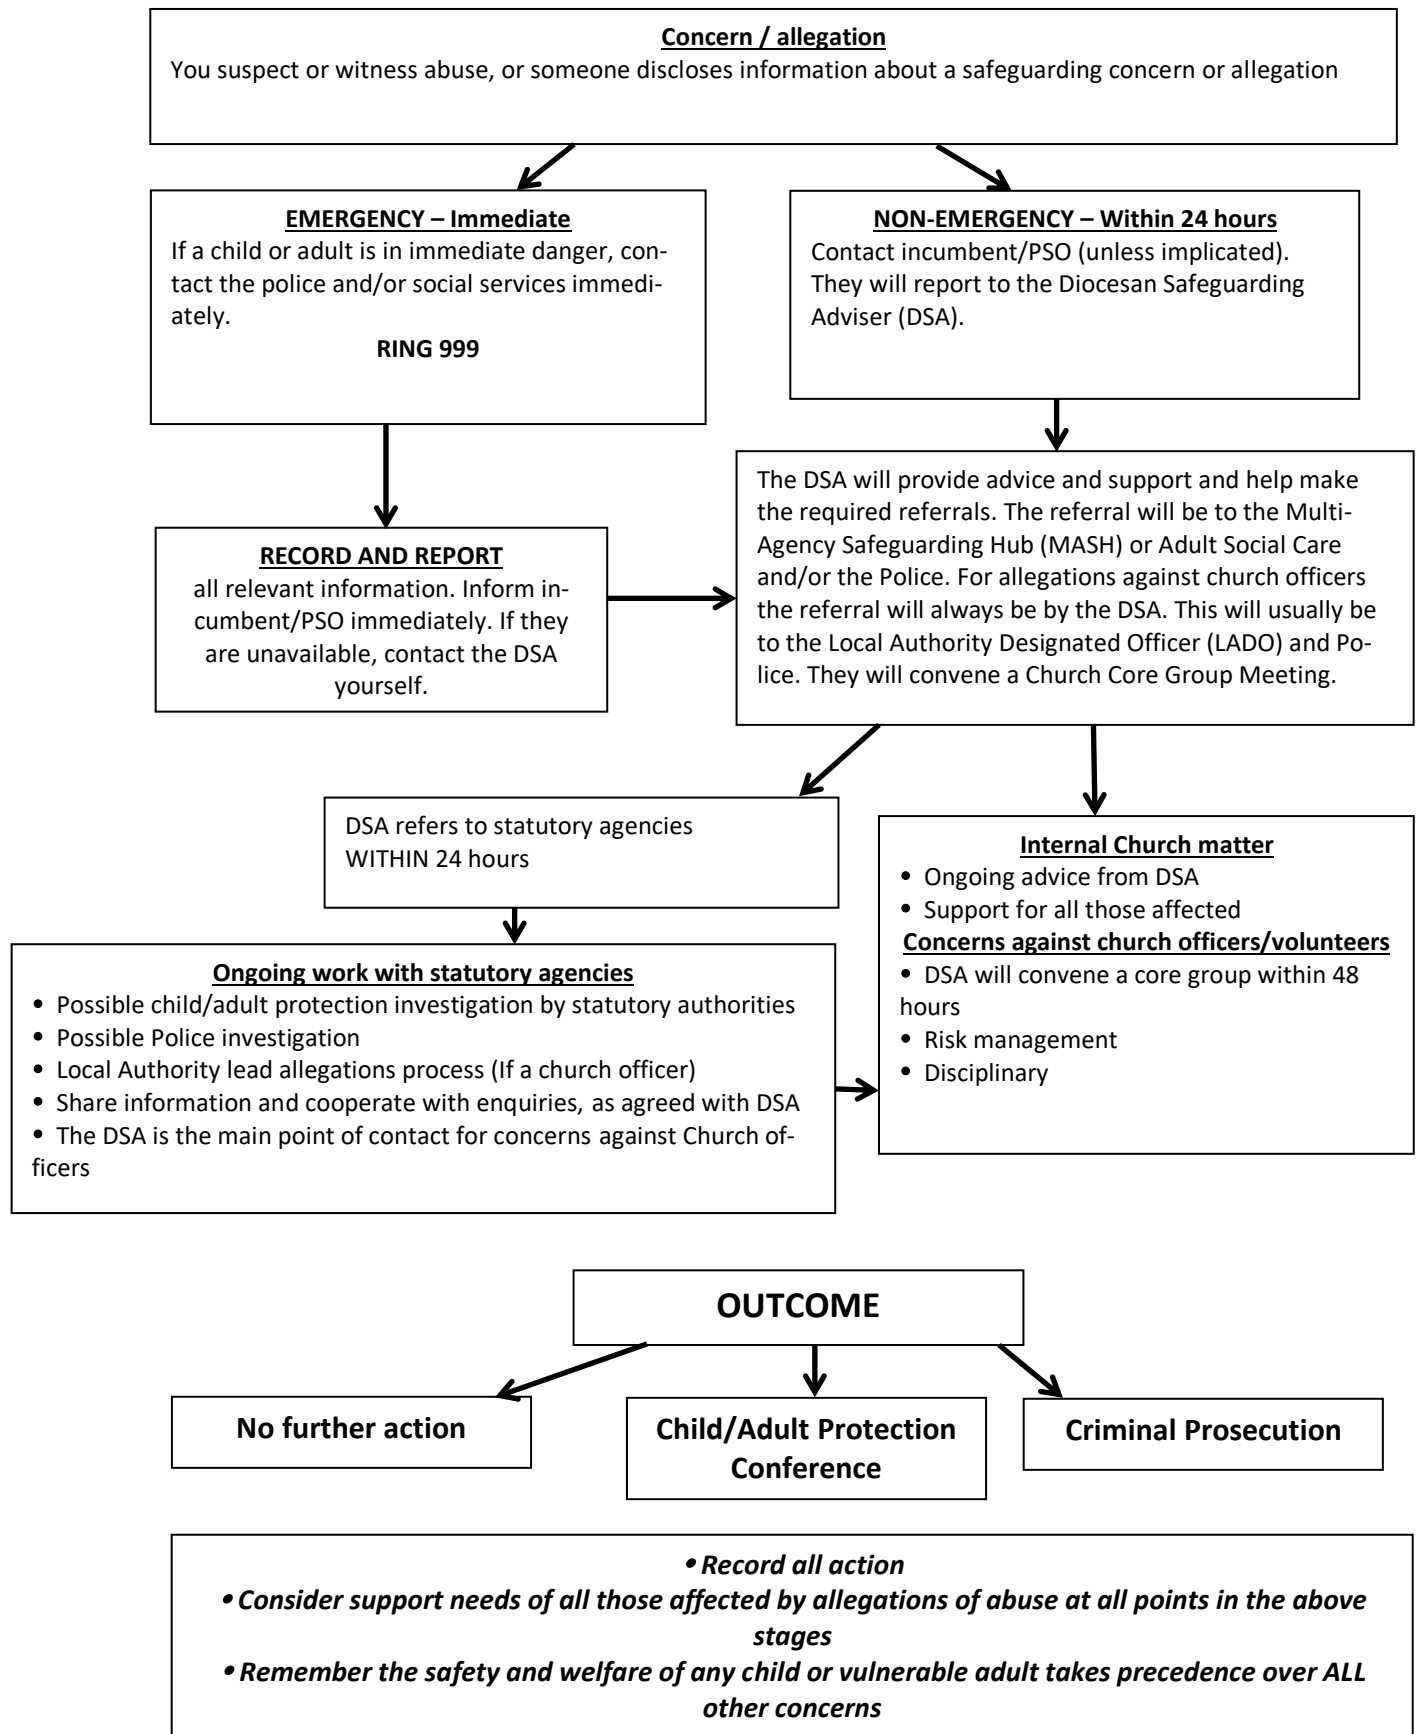 Concern / allegation
You suspect or witness abuse, or someone discloses information about a safeguarding concern or allegation
EMERGENCY – Immediate
If a child or adult is in immediate danger, con-
tact the police and/or social services immedi-
ately.
RING 999
NON-EMERGENCY – Within 24 hours
Contact incumbent/PSO (unless implicated).
They will report to the Diocesan Safeguarding
Adviser (DSA).
RECORD AND REPORT
all relevant information. Inform in-
cumbent/PSO immediately. If they
are unavailable, contact the DSA
yourself.
The DSA will provide advice and support and help make
the required referrals. The referral will be to the Multi-
Agency Safeguarding Hub (MASH) or Adult Social Care
and/or the Police. For allegations against church officers
the referral will always be by the DSA. This will usually be
to the Local Authority Designated Officer (LADO) and Po-
lice. They will convene a Church Core Group Meeting.
DSA refers to statutory agencies
WITHIN 24 hours
Internal Church matter
• Ongoing advice from DSA
• Support for all those affected
Concerns against church officers/volunteers
• DSA will convene a core group within 48
hours
• Risk management
• Disciplinary
Ongoing work with statutory agencies
• Possible child/adult protection investigation by statutory authorities
• Possible Police investigation
• Local Authority lead allegations process (If a church officer)
• Share information and cooperate with enquiries, as agreed with DSA
• The DSA is the main point of contact for concerns against Church of-
ficers
OUTCOME
No further action
Child/Adult Protection
Conference
Criminal Prosecution
• Record all action
• Consider support needs of all those affected by allegations of abuse at all points in the above
stages
• Remember the safety and welfare of any child or vulnerable adult takes precedence over ALL
other concerns